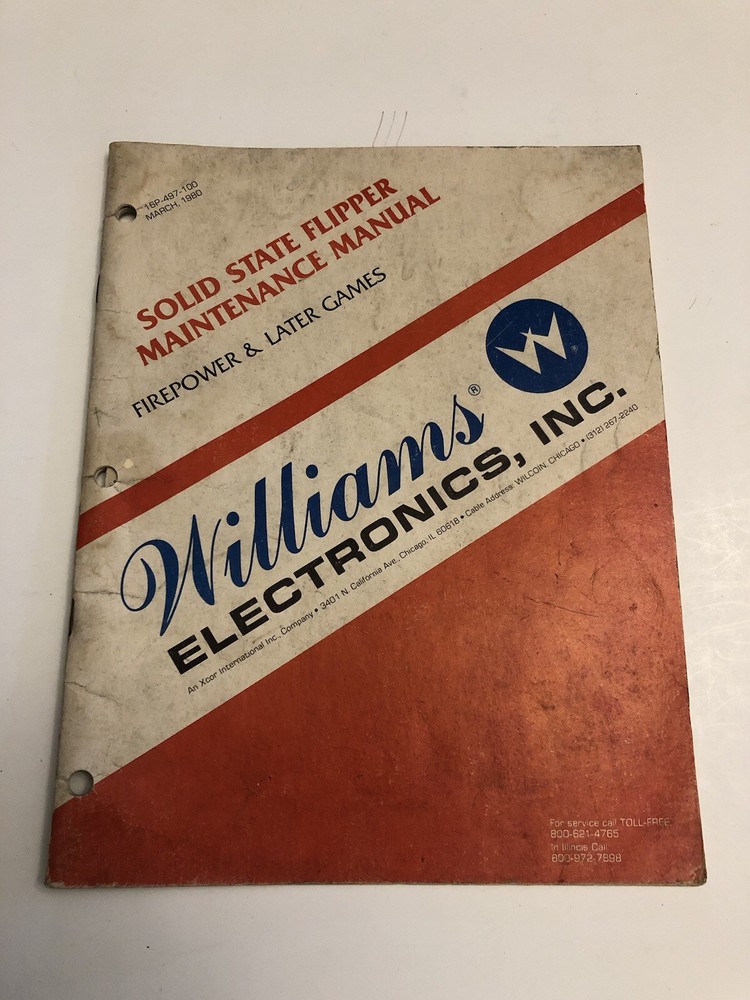 16P-497-100
MARCH, 1980
SOLID STATE FLIPPER
MAINTENANCE MANUAL
FIREPOWER & LATER GAMES
W ®
Williams®
ELECTRONICS, INC.
An Xcor International Inc., Company • 3401 N. California Ave., Chicago, IL 60618 • Cable Address: WILCOIN, CHICAGO • (312) 267-2240
For service call TOLL-FREE
800-621-4765
In Illinois Call
800-972-7898